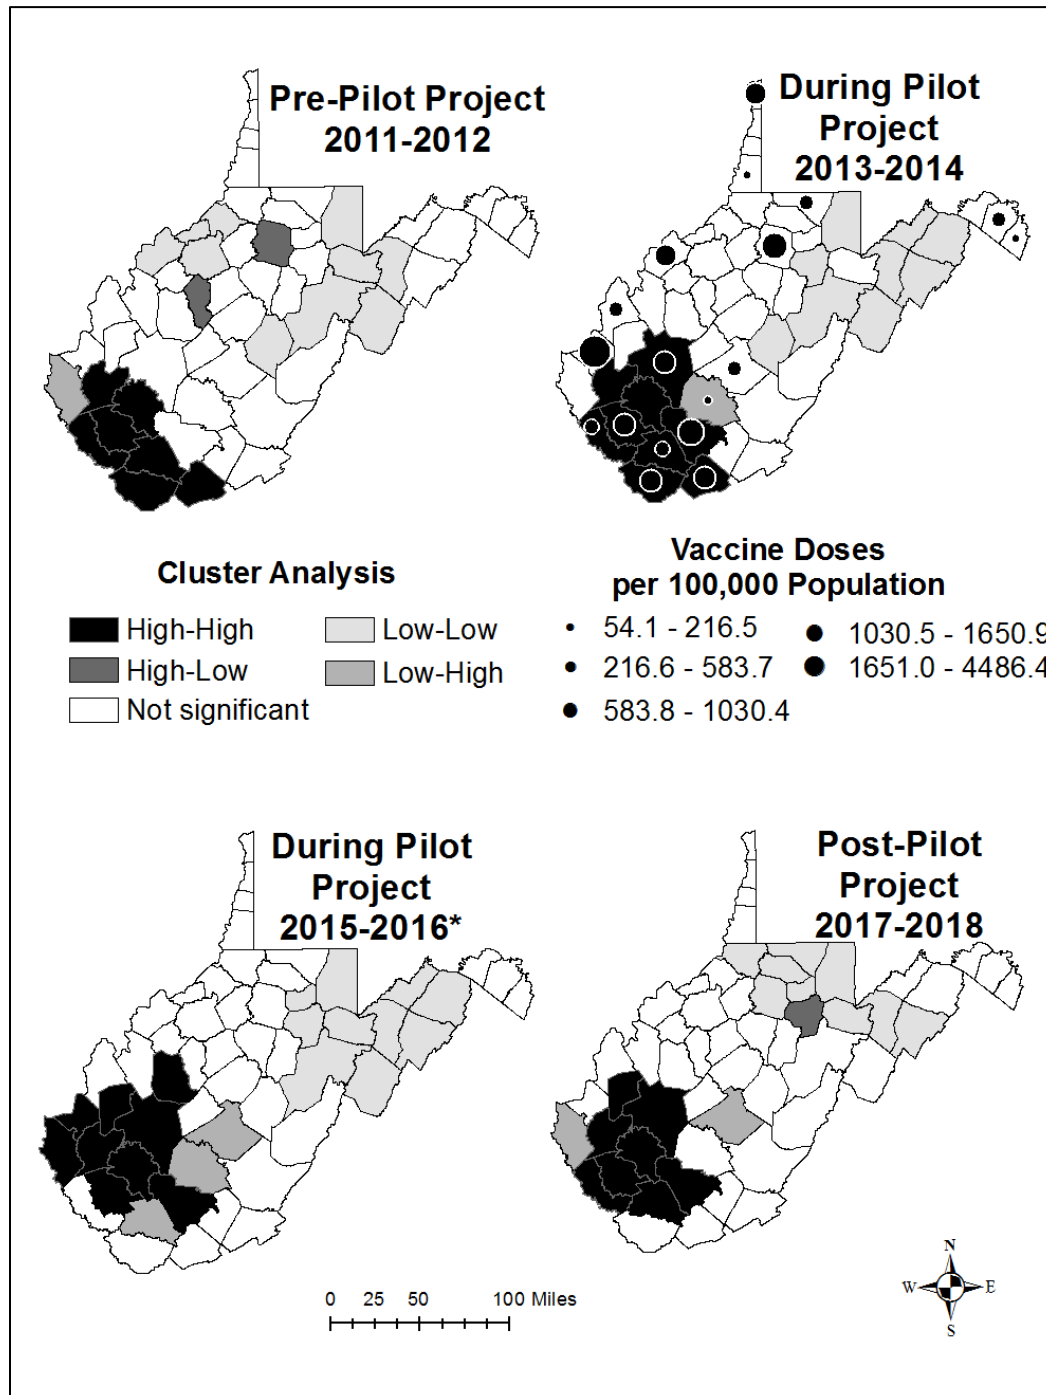 Pre-Pilot Project
2011-2012
During Pilot
Project
2013-2014
Cluster Analysis
High-High
Low-Low
High-Low
Low-High
Not significant
Vaccine Doses
per 100,000 Population
54.1 - 216.5
1030.5 - 1650.9
216.6 - 583.7
1651.0 - 4486.4
583.8 - 1030.4
During Pilot
Project
2015-2016*
Post-Pilot
Project
2017-2018
0 25 50 100 Miles
N
W E
S